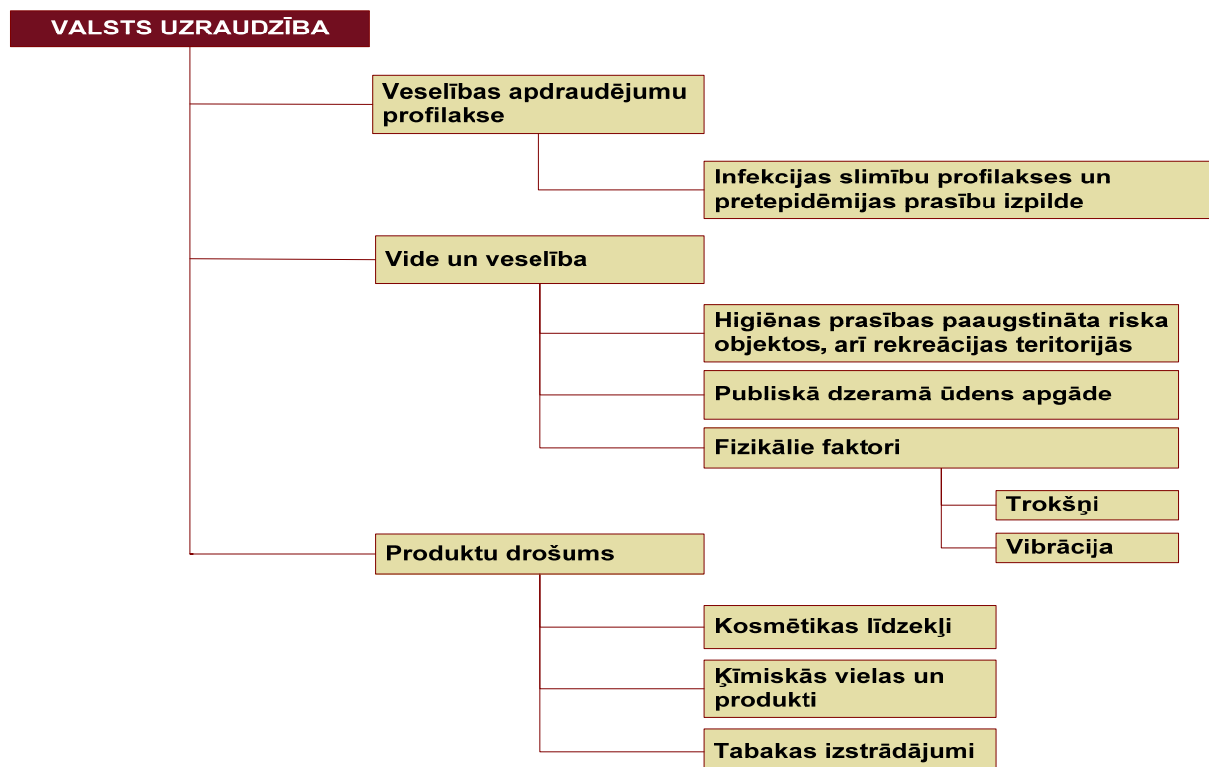 VALSTS UZRAUDZĪBA
Veselības apdraudējumu
profilakse
Infekcijas slimību profilakses un
pretepidēmijas prasību izpilde
Vide un veselība
Higiēnas prasības paaugstināta riska
objektos, arī rekreācijas teritorijās
Publiskā dzeramā ūdens apgāde
Fizikālie faktori
Trokšņi
Vibrācija
Produktu drošums
Kosmētikas līdzekļi
Ķīmiskās vielas un
produkti
Tabakas izstrādājumi